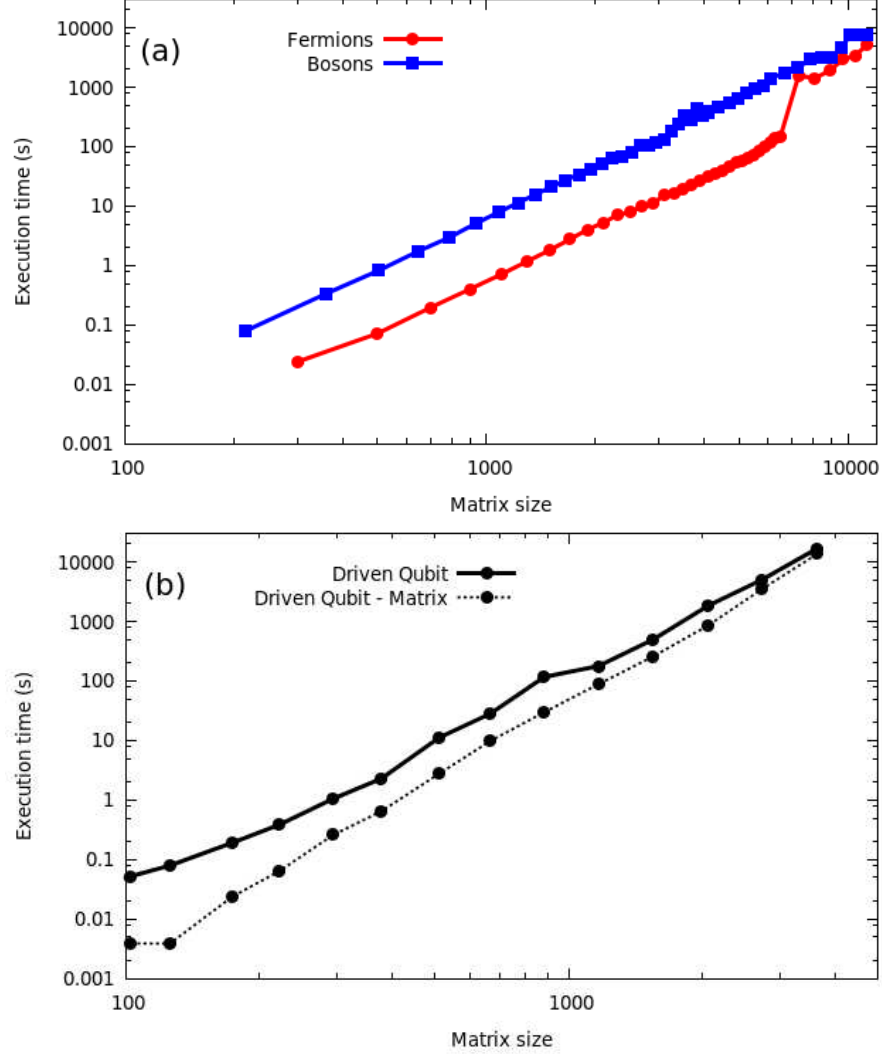 10000
1000
100
10
1
0.1
0.01
0.001
Execution time (s)
(a)
Fermions
Bosons
100
1000
10000
Matrix size
10000
1000
100
10
1
0.1
0.01
0.001
Execution time (s)
(b)
Driven Qubit
Driven Qubit - Matrix
100
1000
Matrix size